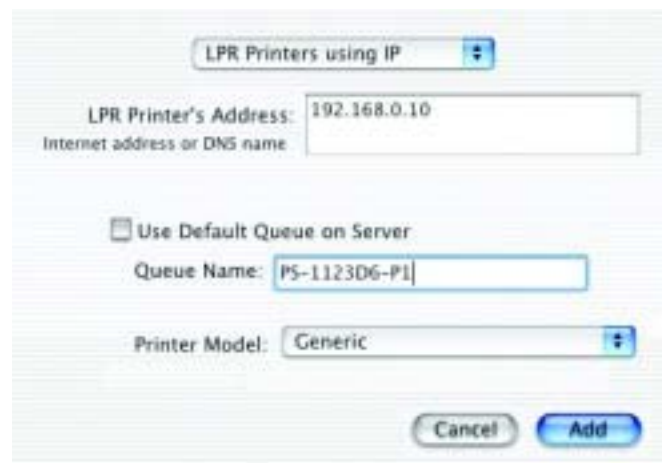 LPR Printers using IP
LPR Printer's Address: 192.168.0.10
Internet address or DNS name
Use Default Queue on Server
Queue Name: PS-1123D6-P1
Printer Model: Generic
Cancel Add